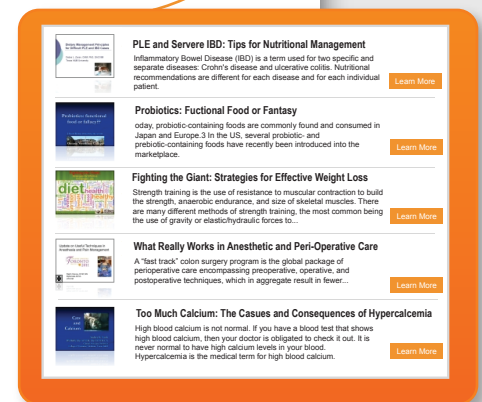 PLE and Servere IBD: Tips for Nutritional Management
Inflammatory Bowel Disease (IBD) is a term used for two specific and
separate diseases: Crohn's disease and ulcerative colitis. Nutritional
recommendations are different for each disease and for each individual
patient.
Learn More
Probiotics: Fuctional Food or Fantasy
oday, probiotic-containing foods are commonly found and consumed in
Japan and Europe.3 In the US, several probiotic- and
prebiotic-containing foods have recently been introduced into the
marketplace.
Learn More
diet
health
Fighting the Giant: Strategies for Effective Weight Loss
Strength training is the use of resistance to muscular contraction to build
the strength, anaerobic endurance, and size of skeletal muscles. There
are many different methods of strength training, the most common being
the use of gravity or elastic/hydraulic forces to...
Learn More
What Really Works in Anesthetic and Peri-Operative Care
A "fast track" colon surgery program is the global package of
perioperative care encompassing preoperative, operative, and
postoperative techniques, which in aggregate result in fewer...
Learn More
Too Much Calcium: The Casues and Consequences of Hypercalcemia
High blood calcium is not normal. If you have a blood test that shows
high blood calcium, then your doctor is obligated to check it out. It is
never normal to have high calcium levels in your blood.
Hypercalcemia is the medical term for high blood calcium.
Learn More